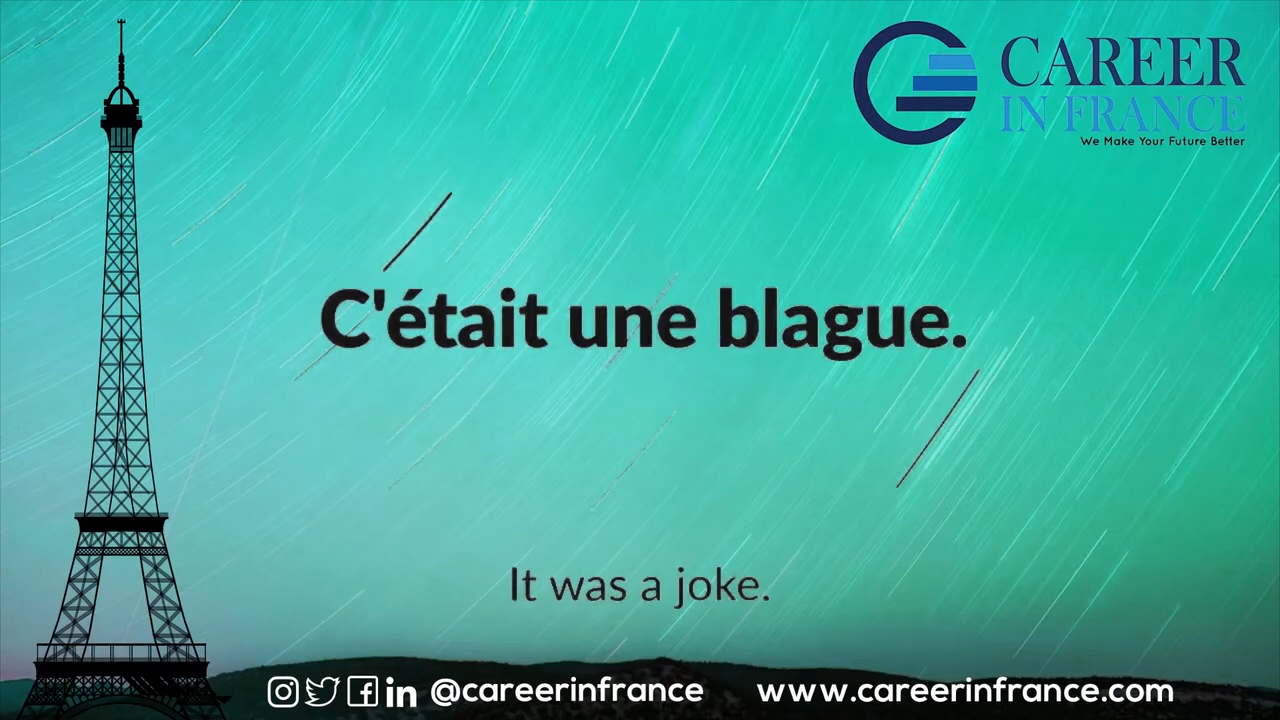 CAREER
IN FRANCE
We Make Your Future Better
C'était une blague.
It was a joke.
@careerinfrance www.careerinfrance.com